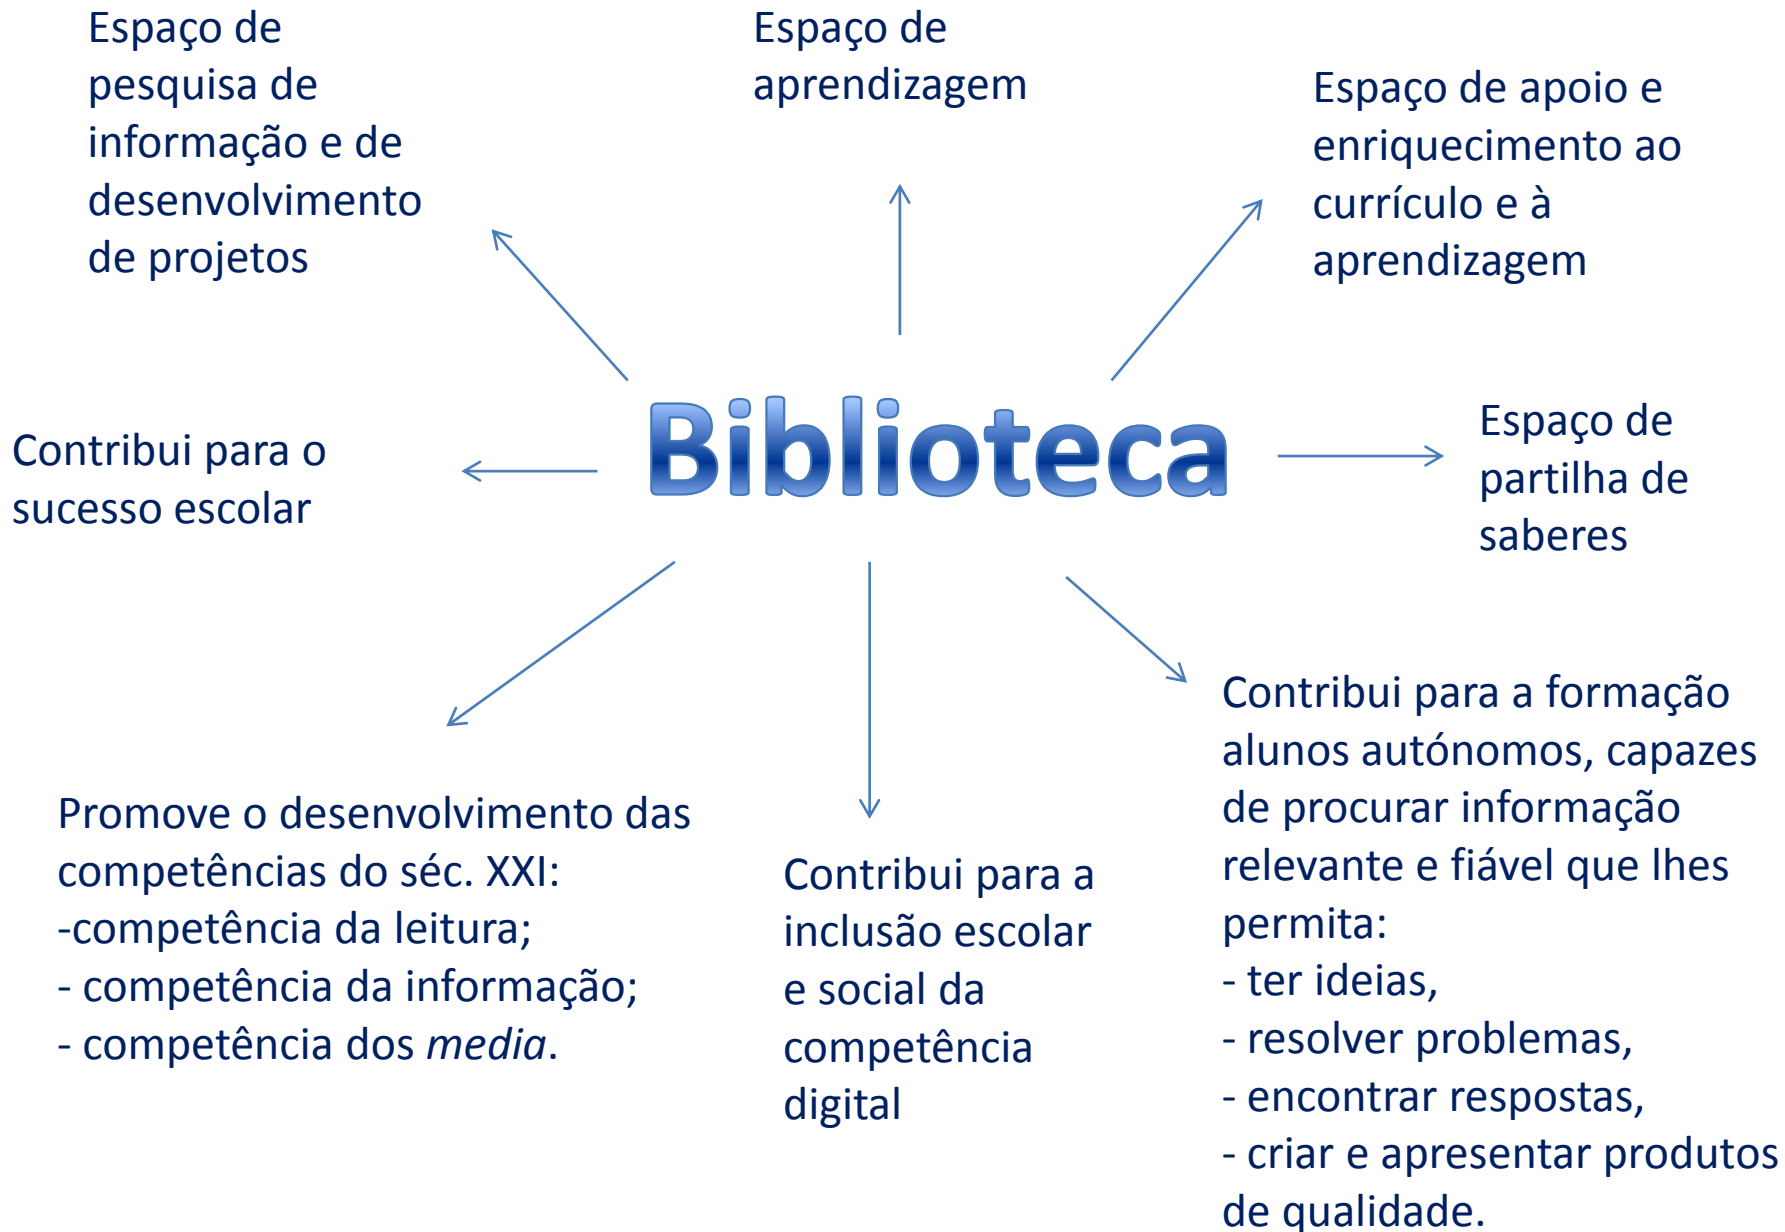 Espaço de
pesquisa de
informação e de
desenvolvimento
de projetos
Espaço de
aprendizagem
Espaço de apoio e
enriquecimento ao
currículo e à
aprendizagem
Contribui para o
sucesso escolar
Biblioteca
Espaço de
partilha de
saberes
Promove o desenvolvimento das
competências do séc. XXI:
-competência da leitura;
- competência da informação;
- competência dos media.
Contribui para a
inclusão escolar
e social da
competência
digital
Contribui para a formação
alunos autónomos, capazes
de procurar informação
relevante e fiável que lhes
permita:
- ter ideias,
- resolver problemas,
- encontrar respostas,
- criar e apresentar produtos
de qualidade.